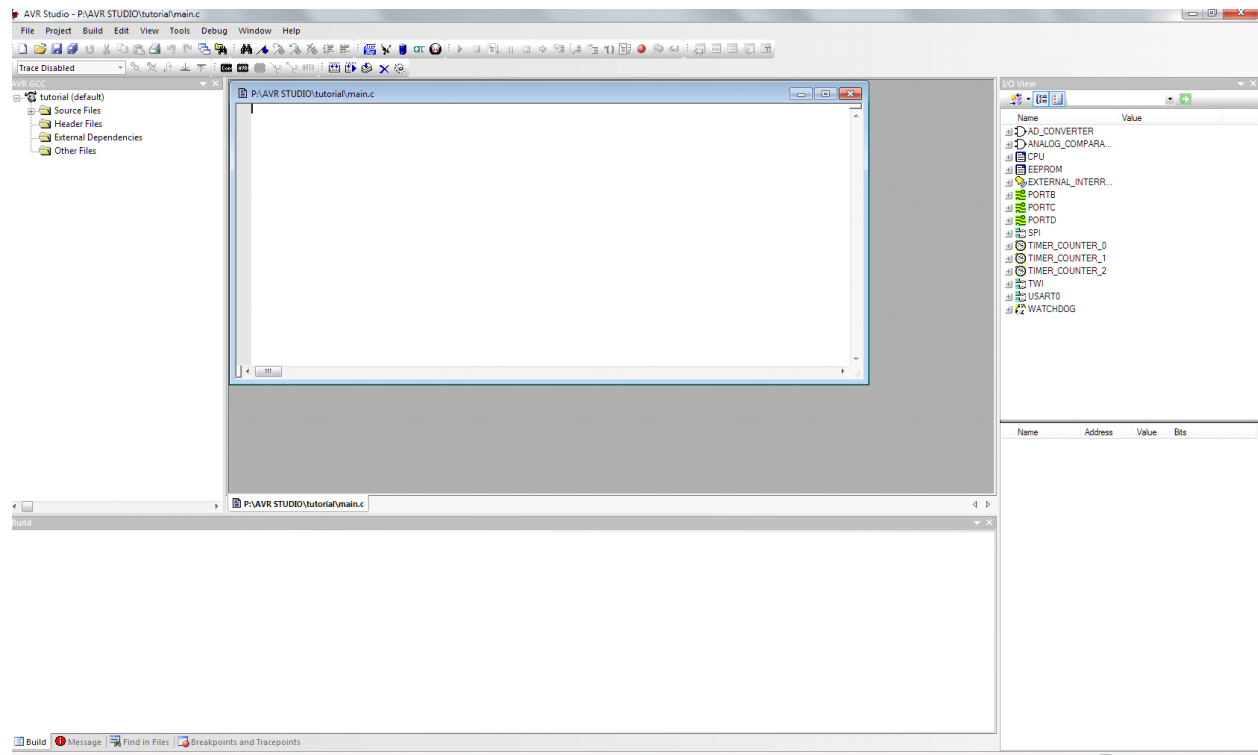 AVR Studio - P:\AVR STUDIO\tutorial\main.c
File Project Build Edit View Tools Debug Window Help
Trace Disabled
AVR GCC
tutorial (default)
Source Files
Header Files
External Dependencies
Other Files
P:\AVR STUDIO\tutorial\main.c
P:\AVR STUDIO\tutorial\main.c
I/O View
Name Value
AD_CONVERTER
ANALOG_COMPARA...
CPU
EEPROM
EXTERNAL_INTERR...
PORTB
PORTC
PORTD
SPI
TIMER_COUNTER_0
TIMER_COUNTER_1
TIMER_COUNTER_2
TWI
USART0
WATCHDOG
Name Address Value Bits
Build
Build Message Find in Files Breakpoints and Tracepoints